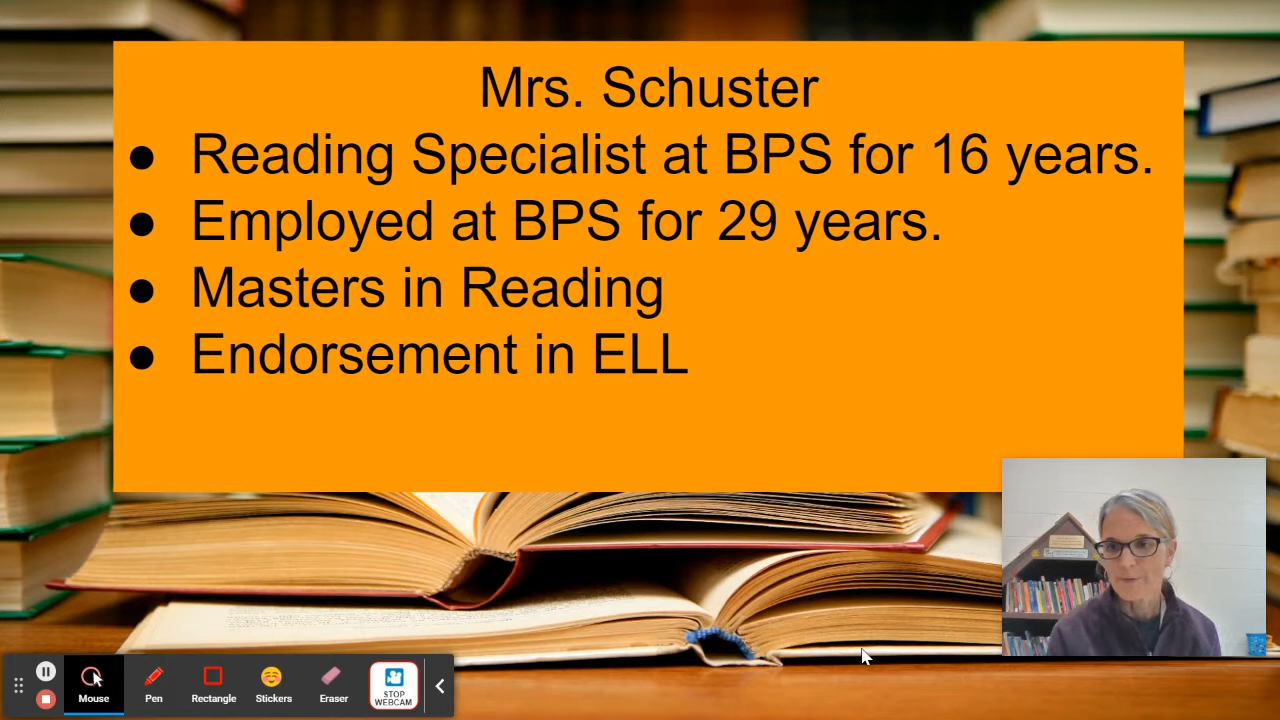 Mrs. Schuster
● Reading Specialist at BPS for 16 years.
● Employed at BPS for 29 years.
● Masters in Reading
● Endorsement in ELL
Mouse
Pen
Rectangle
Stickers
Eraser
STOP
WEBCAM